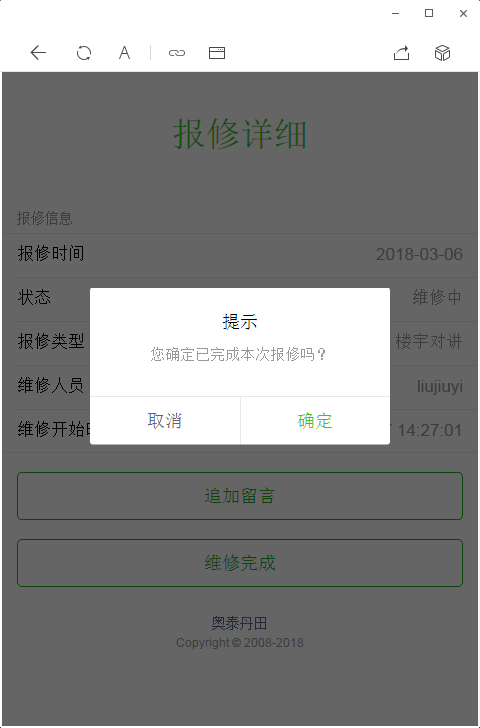 A
报修详细
报修信息
报修时间 2018-03-06
状态 维修中
报修类型 楼宇对讲
维修人员 liujiuyi
维修开始 14:27:01
提示
您确定已完成本次报修吗？
取消 确定
追加留言
维修完成
奥泰丹田
Copyright © 2008-2018